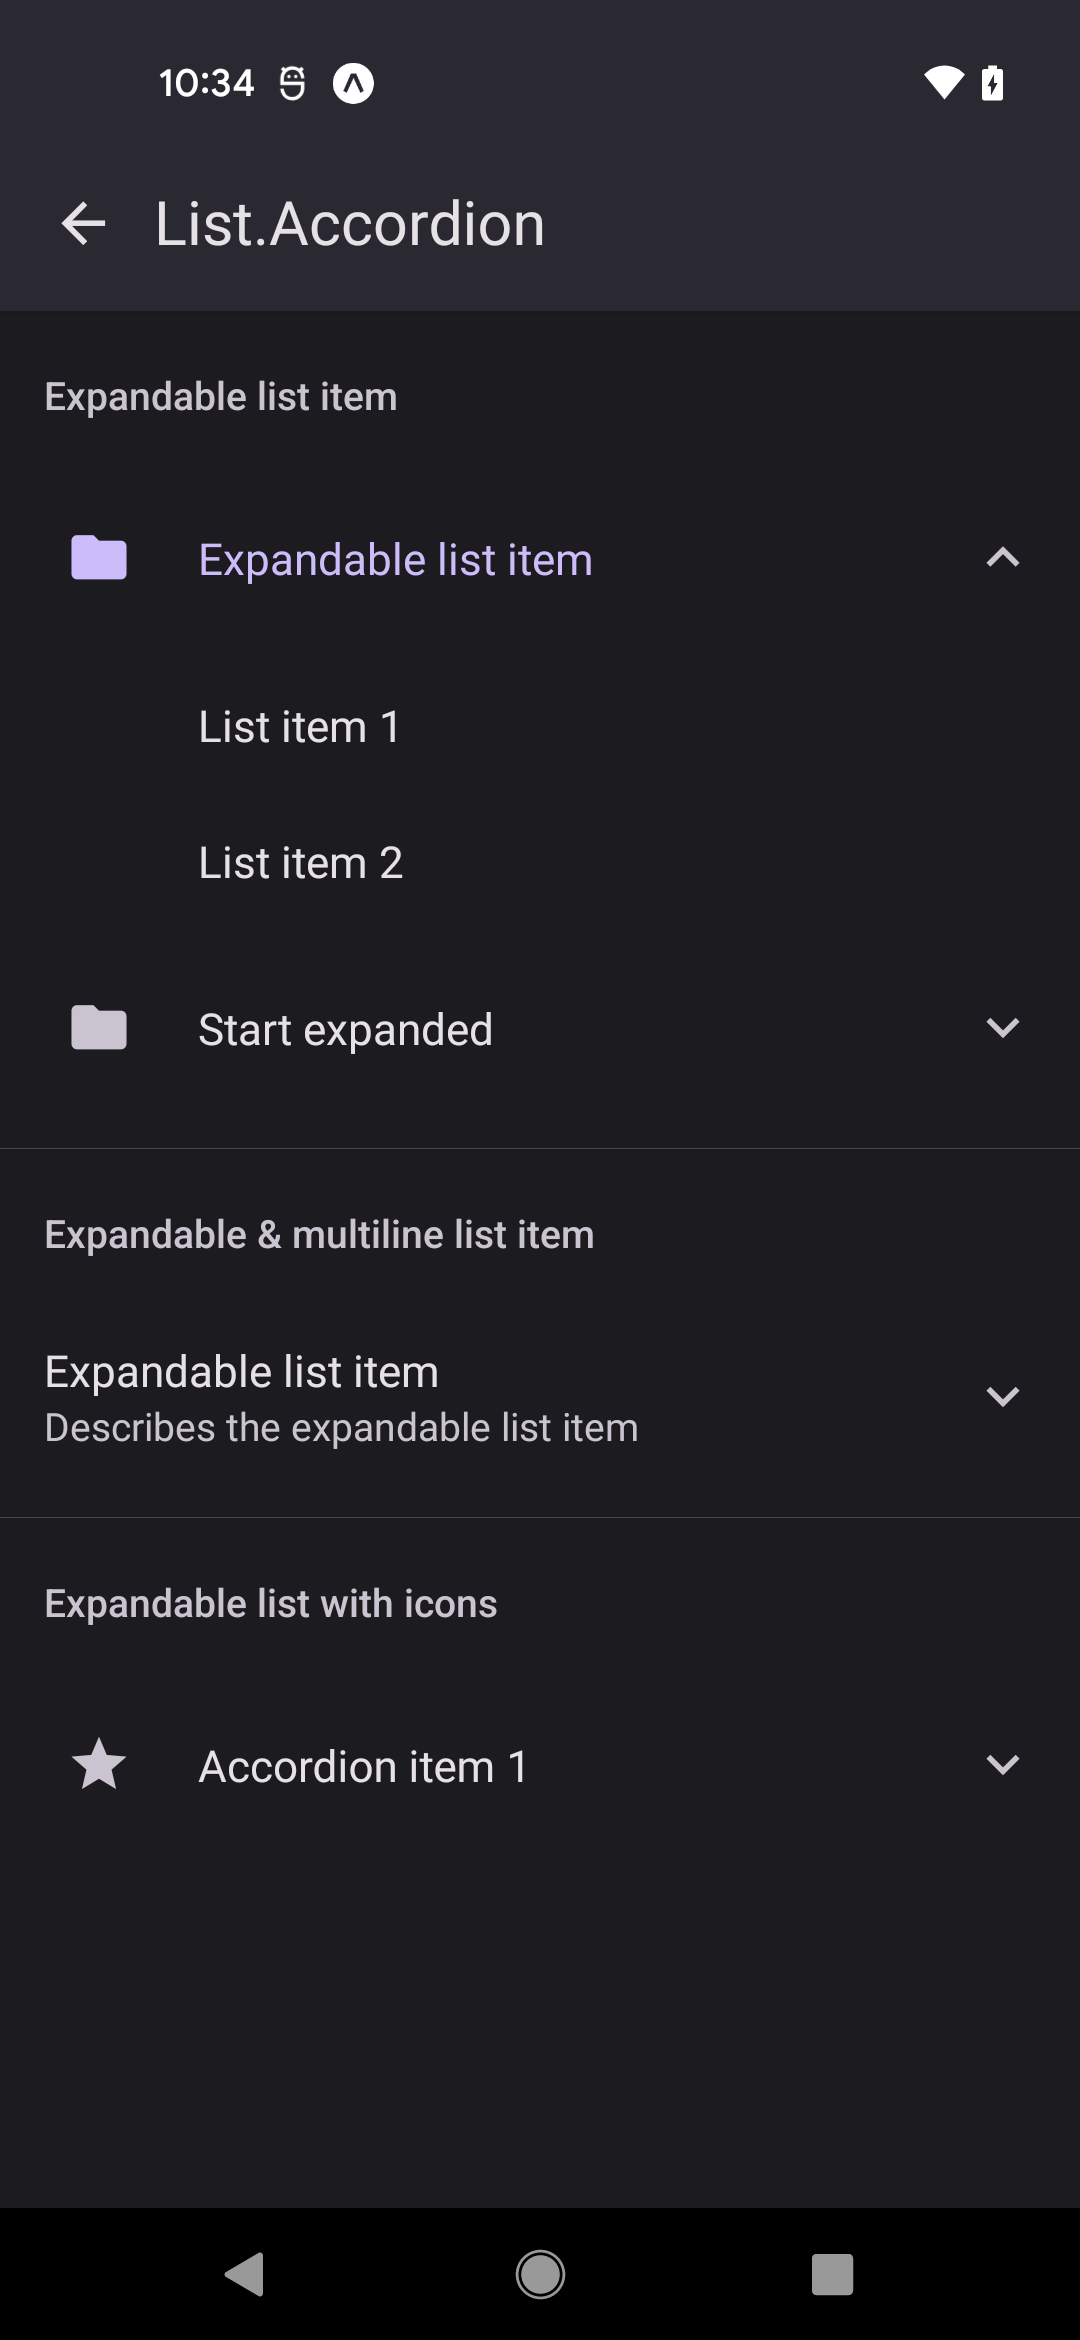 10:34
List.Accordion
Expandable list item
Expandable list item
List item 1
List item 2
Start expanded
Expandable & multiline list item
Expandable list item
Describes the expandable list item
Expandable list with icons
Accordion item 1